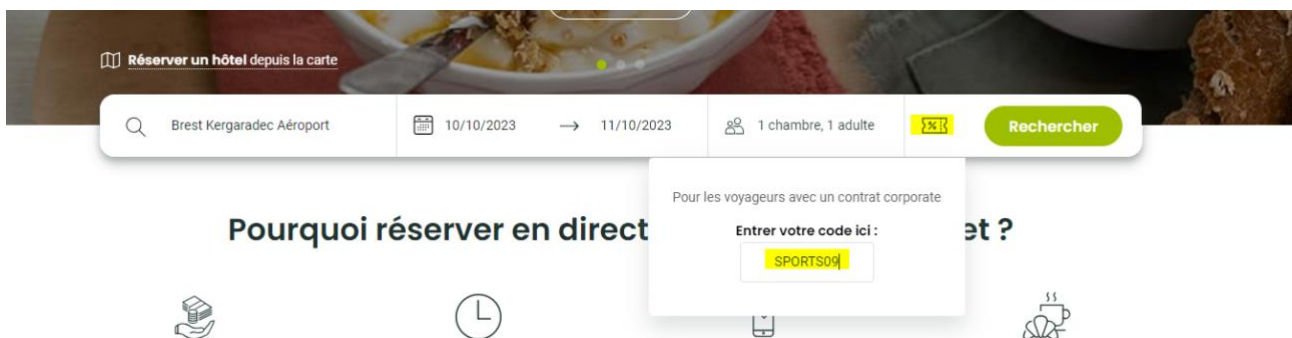 Réserver un hôtel depuis la carte
Brest Kergaradec Aéroport
10/10/2023 → 11/10/2023
1 chambre, 1 adulte
Rechercher
Pour les voyageurs avec un contrat corporate
Entrer votre code ici :
SPORTS09
Pourquoi réserver en direct
et ?